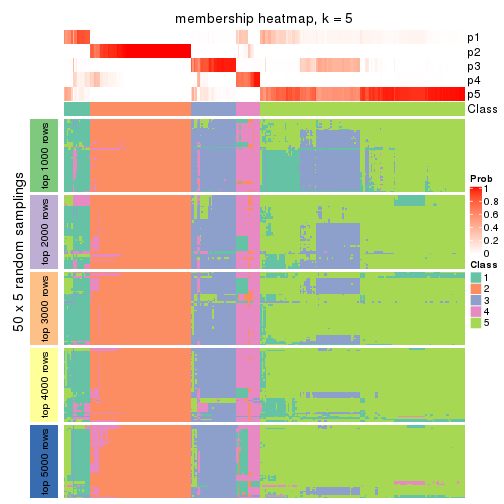 membership heatmap, k = 5
p1
p2
p3
p4
p5
Class
50 x 5 random samplings
top 1000 rows
top 2000 rows
top 3000 rows
top 4000 rows
top 5000 rows
Prob
1
0.8
0.6
0.4
0.2
0
Class
1
2
3
4
5